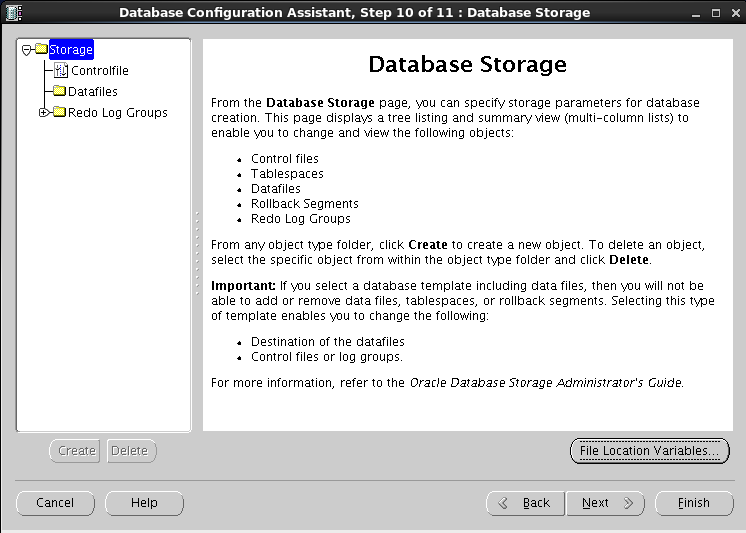 Database Configuration Assistant, Step 10 of 11 : Database Storage
Storage
Controlfile
Datafiles
Redo Log Groups
Database Storage
From the Database Storage page, you can specify storage parameters for database
creation. This page displays a tree listing and summary view (multi-column lists) to
enable you to change and view the following objects:
• Control files
• Tablespaces
• Datafiles
• Rollback Segments
• Redo Log Groups
From any object type folder, click Create to create a new object. To delete an object,
select the specific object from within the object type folder and click Delete.
Important: If you select a database template including data files, then you will not be
able to add or remove data files, tablespaces, or rollback segments. Selecting this type
of template enables you to change the following:
• Destination of the datafiles
• Control files or log groups.
For more information, refer to the Oracle Database Storage Administrator's Guide.
Create Delete
File Location Variables...
Cancel Help Back Next Finish